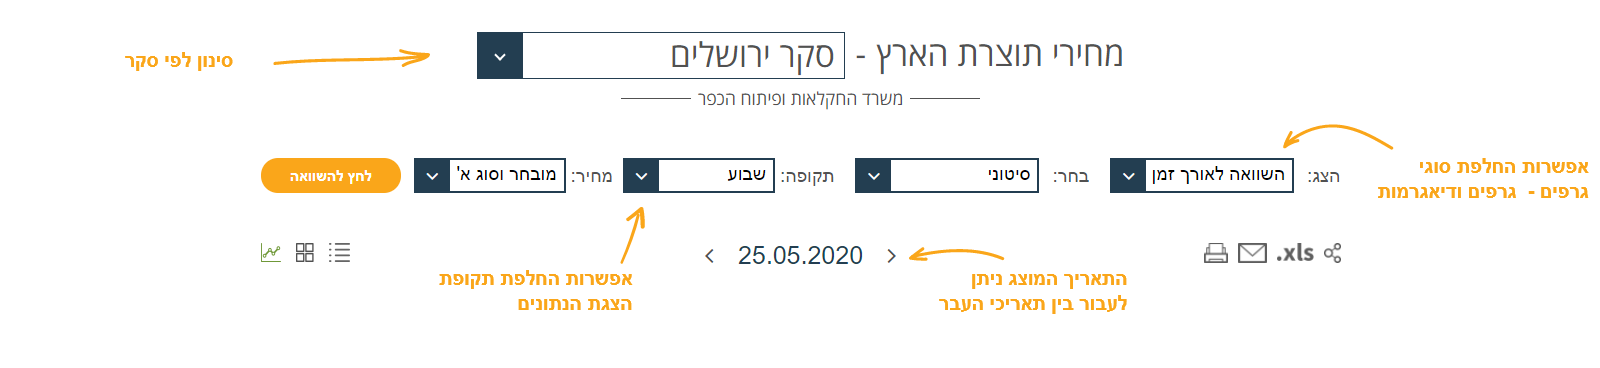 מחירי תוצרת הארץ - סקר ירושלים
סינון לפי סקר
משרד החקלאות ופיתוח הכפר
הצג: השוואה לאורך זמן בחר: סיטוני תקופה: שבוע מחיר: מובחר וסוג א' לחץ להשוואה
אפשרות החלפת סוגי
גרפים - גרפים ודיאגרמות
.xls
25.05.2020
התאריך המוצג ניתן
לעבור בין תאריכי העבר
אפשרות החלפת תקופת
הצגת הנתונים